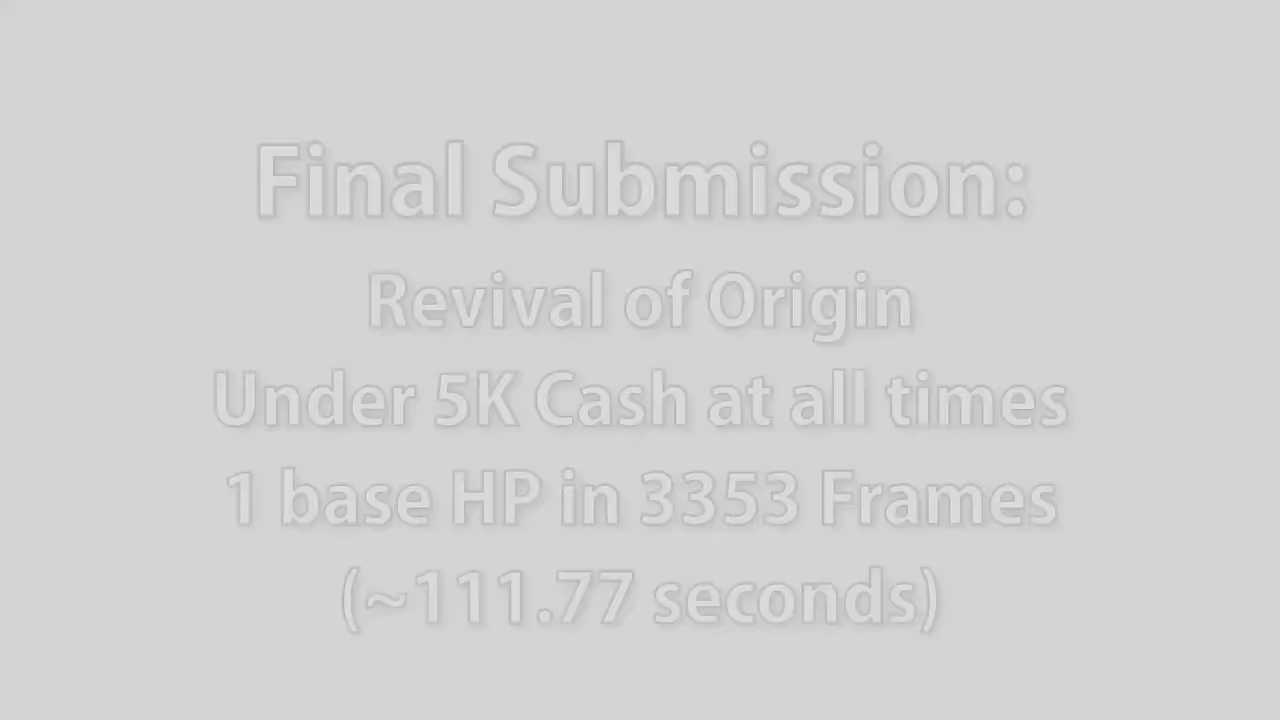 Final Submission:
Revival of Origin
Under 5K Cash at all times
1 base HP in 3353 Frames
(~111.77 seconds)